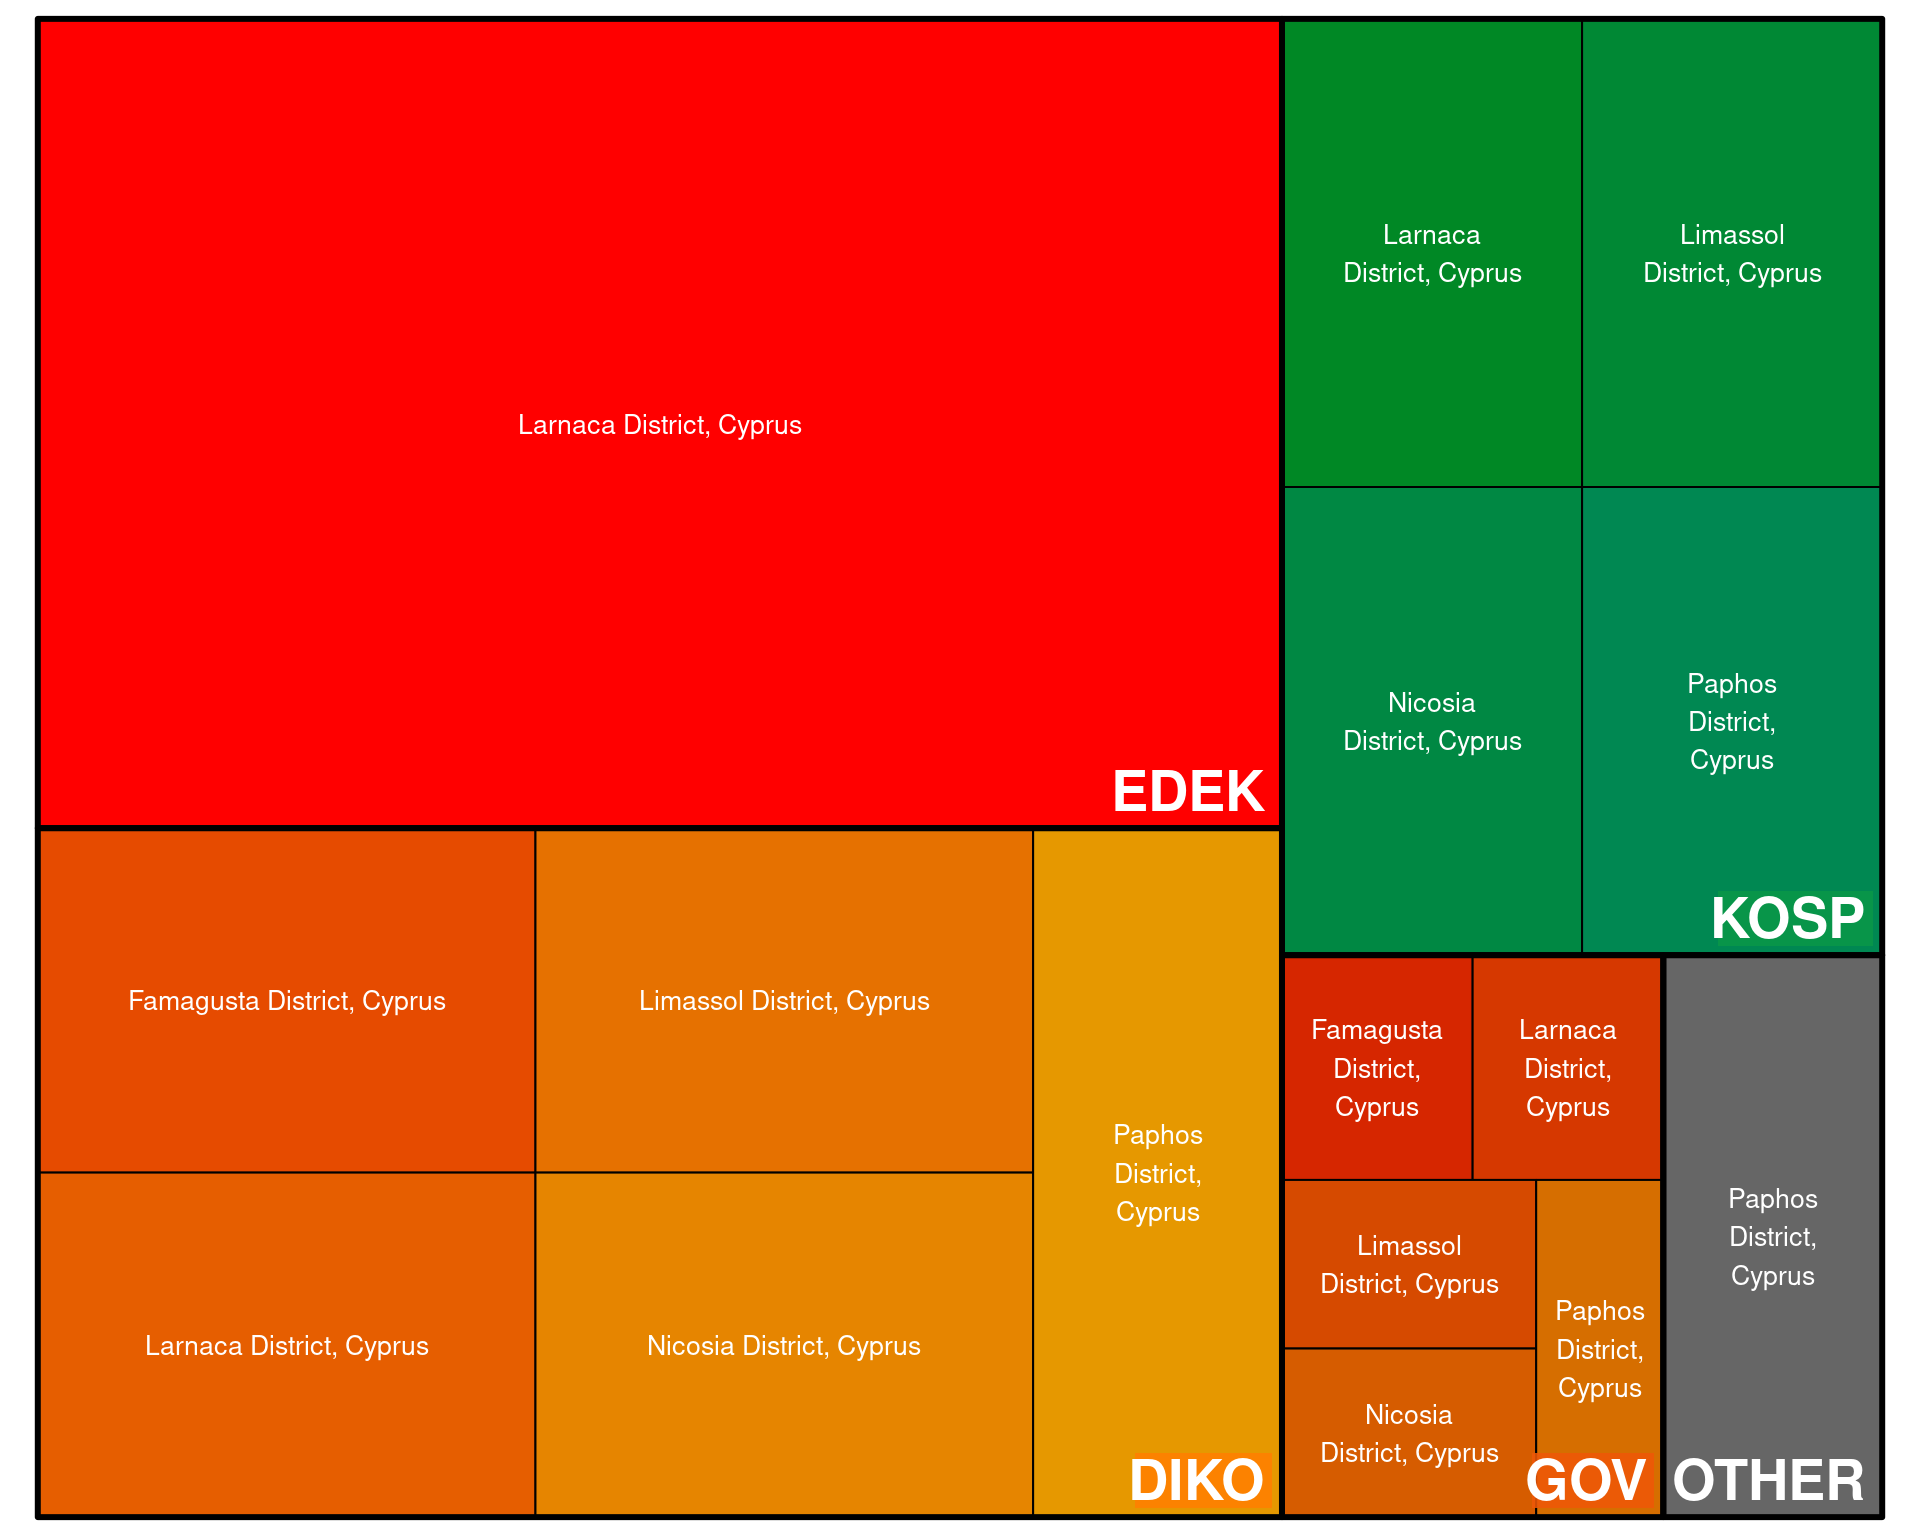 Larnaca District, Cyprus
EDEK
Larnaca
District, Cyprus
Limassol
District, Cyprus
Nicosia
District, Cyprus
Paphos
District,
Cyprus
KOSP
Famagusta District, Cyprus
Limassol District, Cyprus
Larnaca District, Cyprus
Nicosia District, Cyprus
Paphos
District,
Cyprus
DIKO
Famagusta
District,
Cyprus
Larnaca
District,
Cyprus
Limassol
District, Cyprus
Nicosia
District, Cyprus
Paphos
District,
Cyprus
GOV
Paphos
District,
Cyprus
OTHER